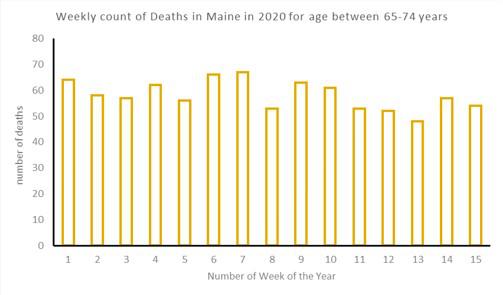 Weekly count of Deaths in Maine in 2020 for age between 65-74 years
80
70
60
50
40
30
20
10
0
number of deaths
1 2 3 4 5 6 7 8 9 10 11 12 13 14 15
Number of Week of the Year